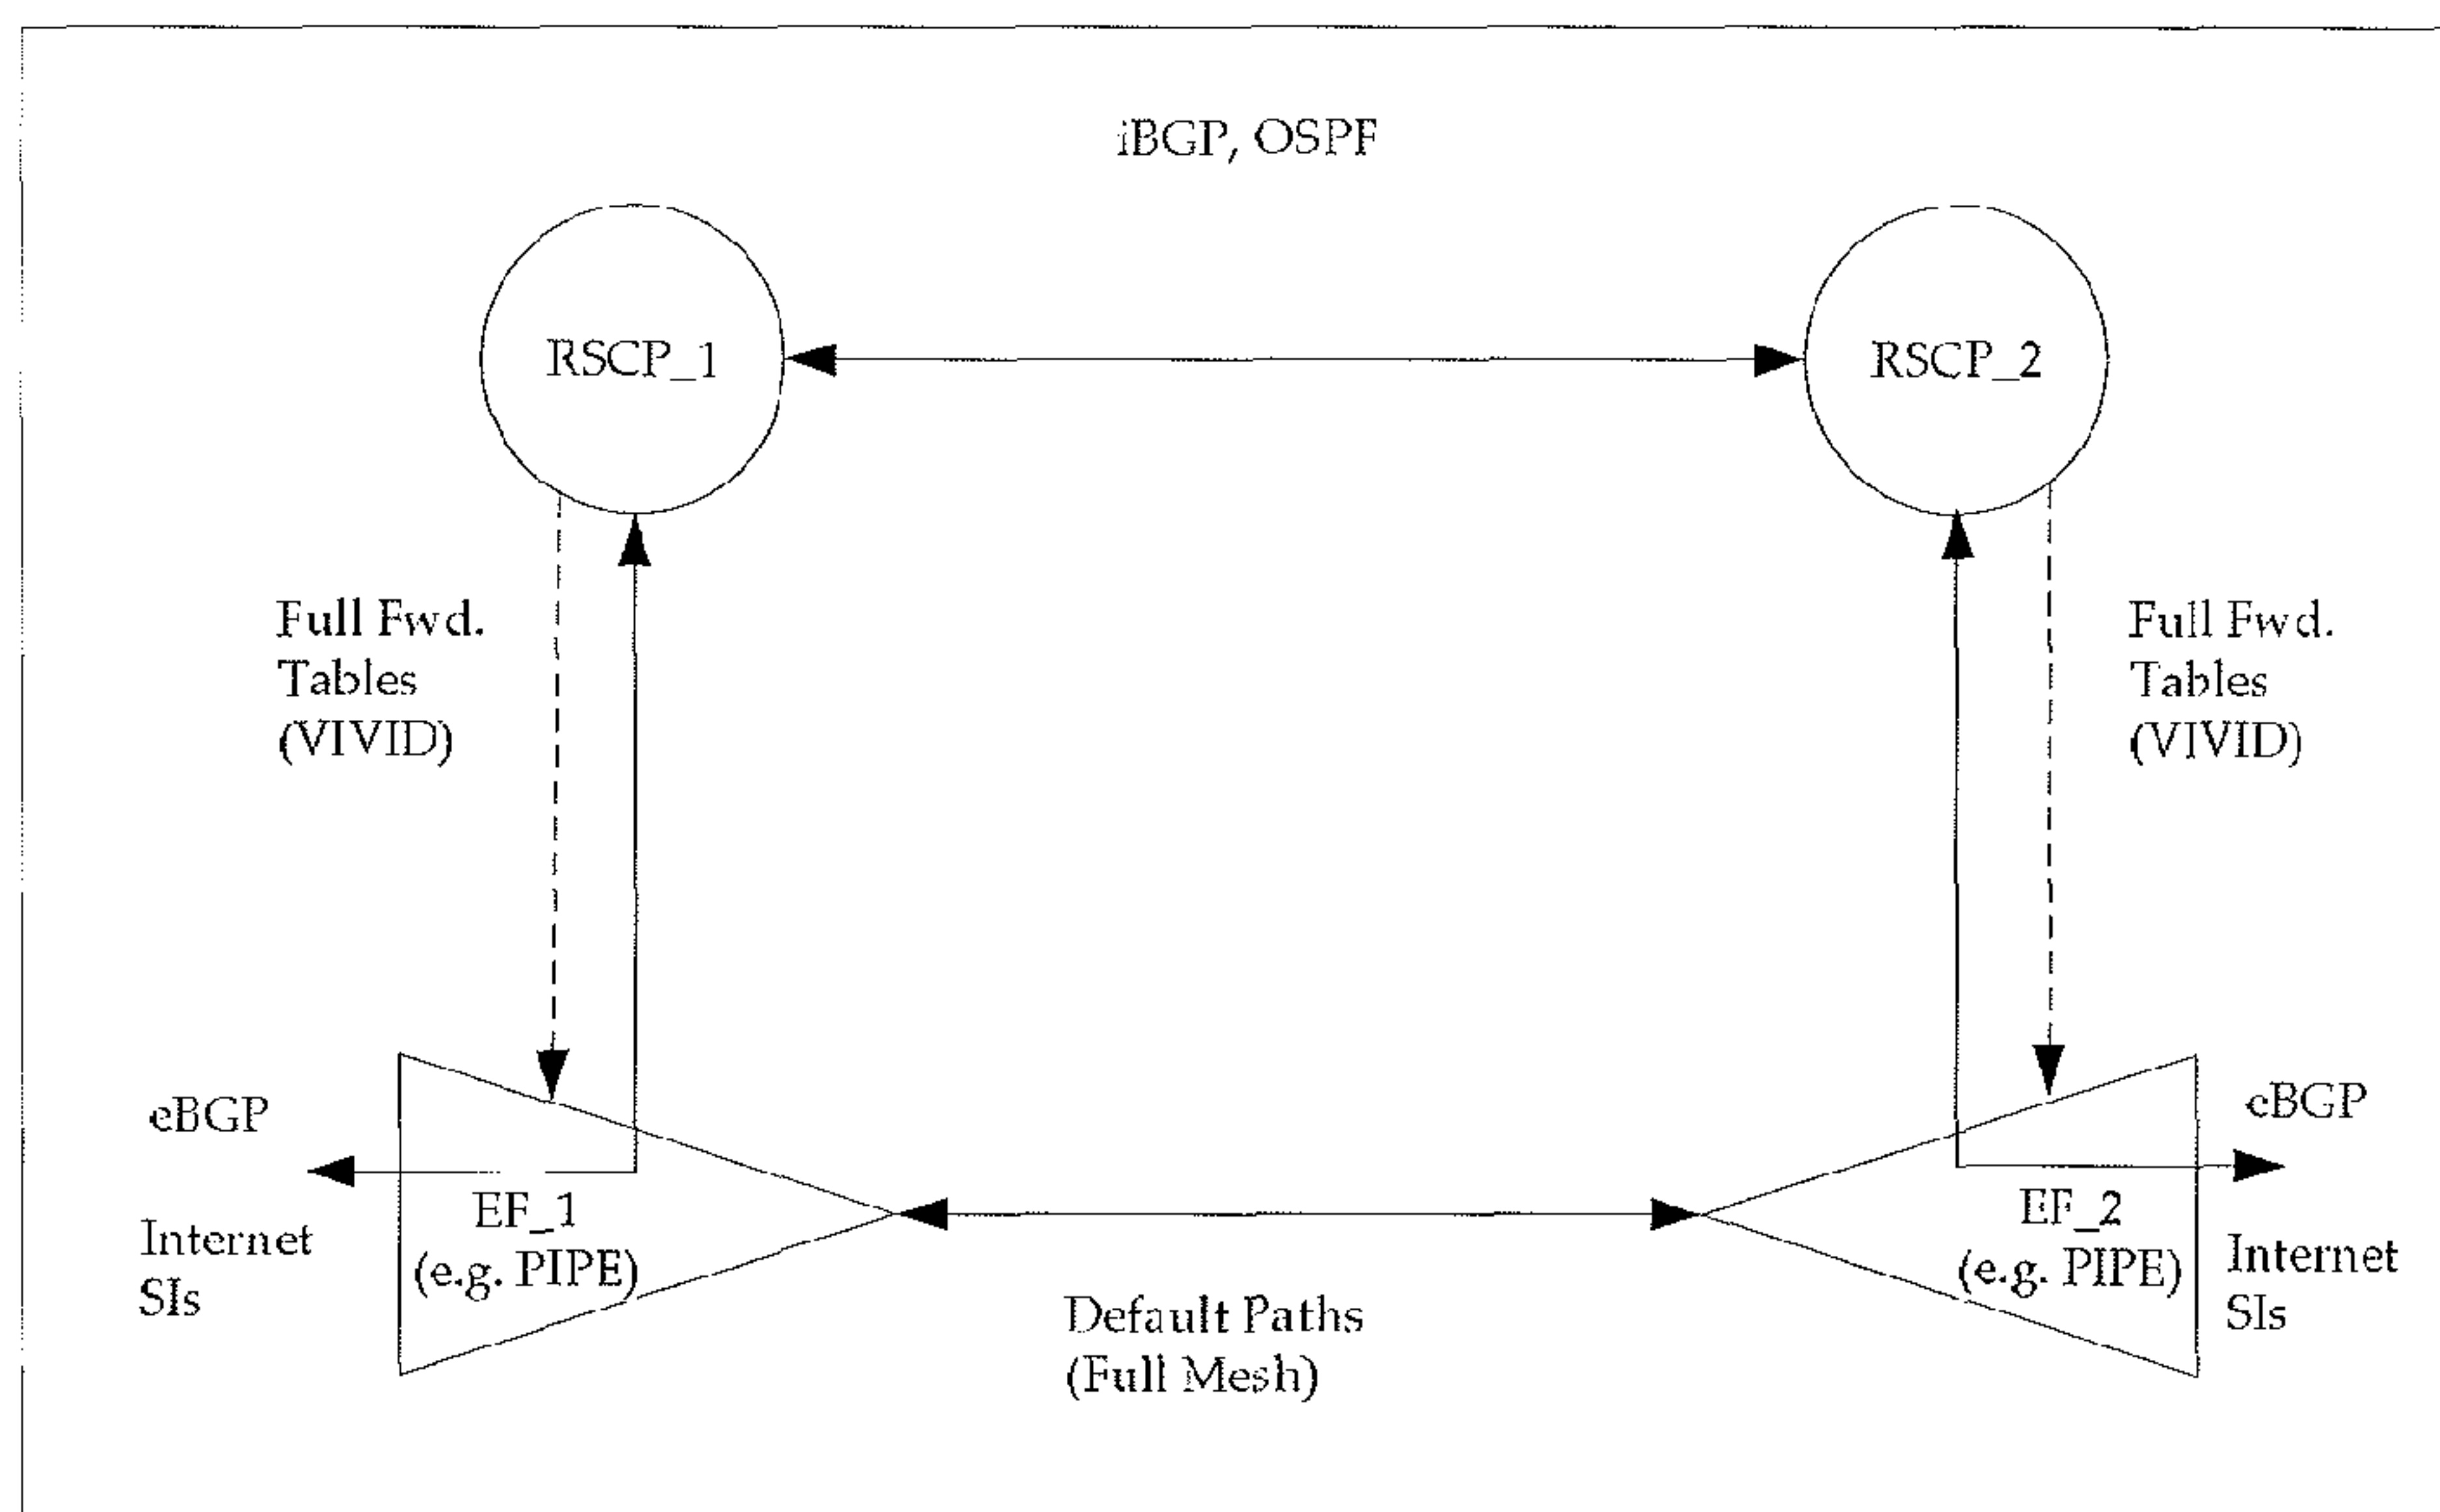 iBGP, OSPF
RSCP_1
RSCP_2
Full Fwd.
Tables
(VIVID)
Full Fwd.
Tables
(VIVID)
eBGP
eBGP
EF_1
(e.g. PIPE)
EF_2
(e.g. PIPE)
Internet
SIs
Internet
SIs
Default Paths
(Full Mesh)